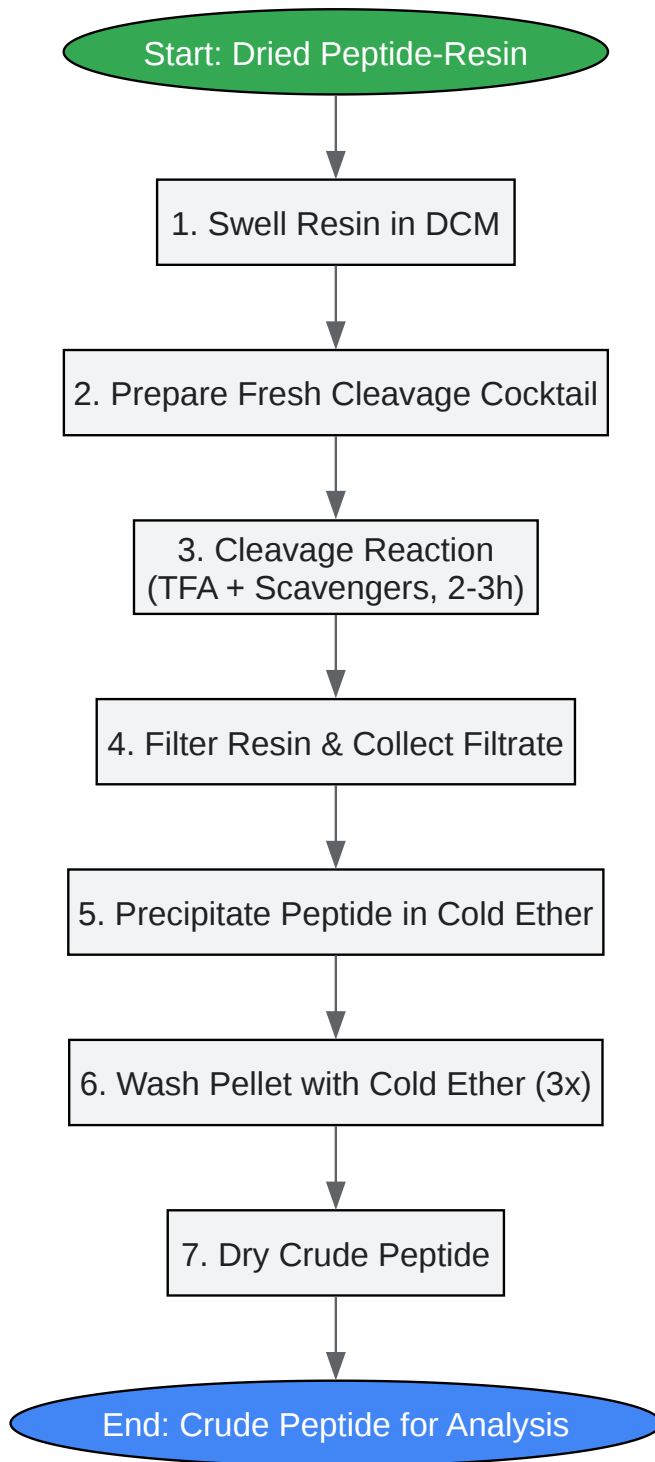 Start: Dried Peptide-Resin
1. Swell Resin in DCM
2. Prepare Fresh Cleavage Cocktail
3. Cleavage Reaction
(TFA + Scavengers, 2-3h)
4. Filter Resin & Collect Filtrate
5. Precipitate Peptide in Cold Ether
6. Wash Pellet with Cold Ether (3x)
7. Dry Crude Peptide
End: Crude Peptide for Analysis